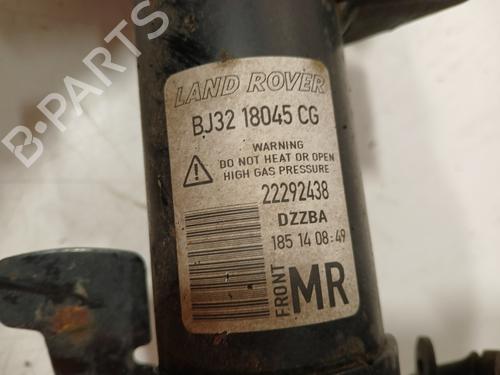 LAND ROVER
BJ32 18045 CG
WARNING
DO NOT HEAT OR OPEN
HIGH GAS PRESSURE
22292438
DZZBA
185 14 08:49
FRONT
MR
B-PARTS